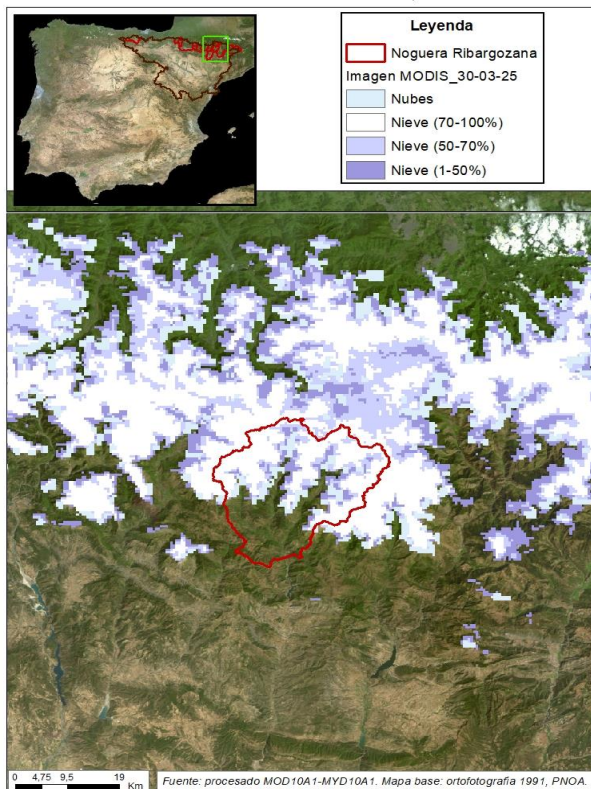 Leyenda
Noguera Ribargozana
Imagen MODIS_30-03-25
Nubes
Nieve (70-100%)
Nieve (50-70%)
Nieve (1-50%)
0 4,75 9,5 19
Km
Fuente: procesado MOD10A1-MYD10A1. Mapa base: ortofotografia 1991, PNOA.